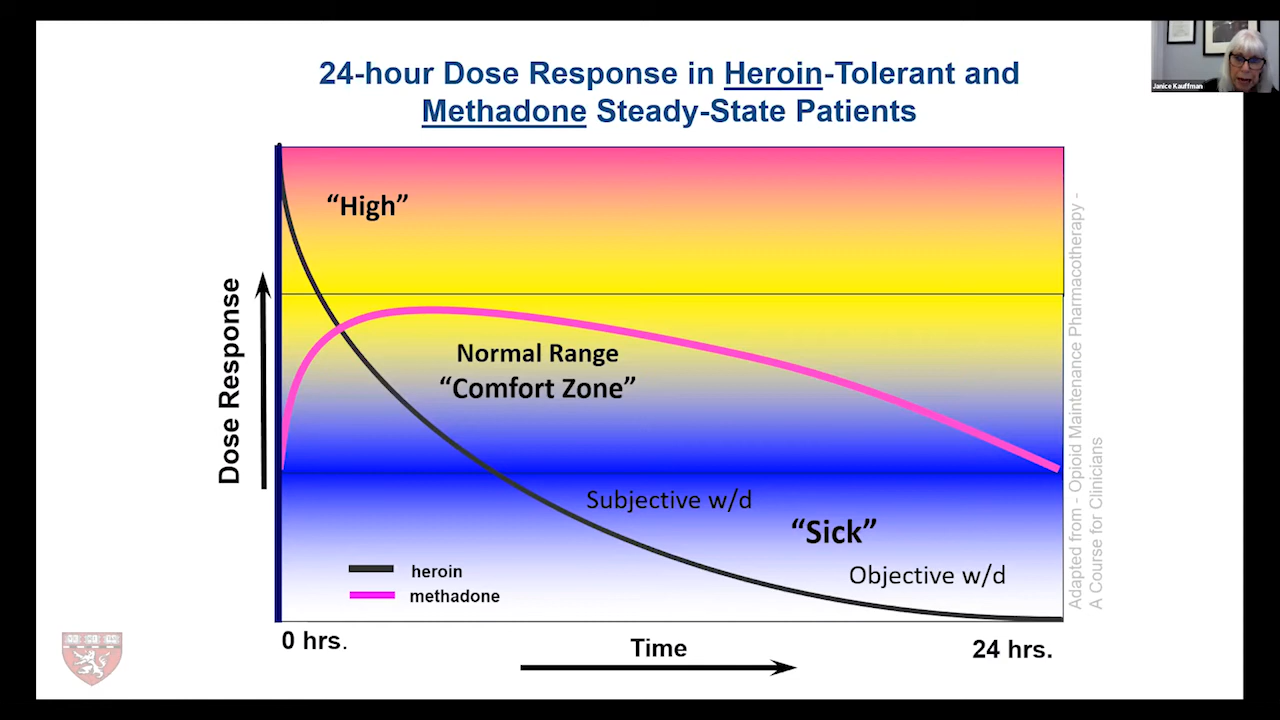 24-hour Dose Response in Heroin-Tolerant and
Methadone Steady-State Patients
Janice Kauffman
“High”
Dose Response
Normal Range
“Comfort Zone”
Subjective w/d
“Sick”
Objective w/d
heroin
methadone
0 hrs.
Time
24 hrs.
Adapted from - Opioid Maintenance Pharmacotherapy -
A Course for Clinicians